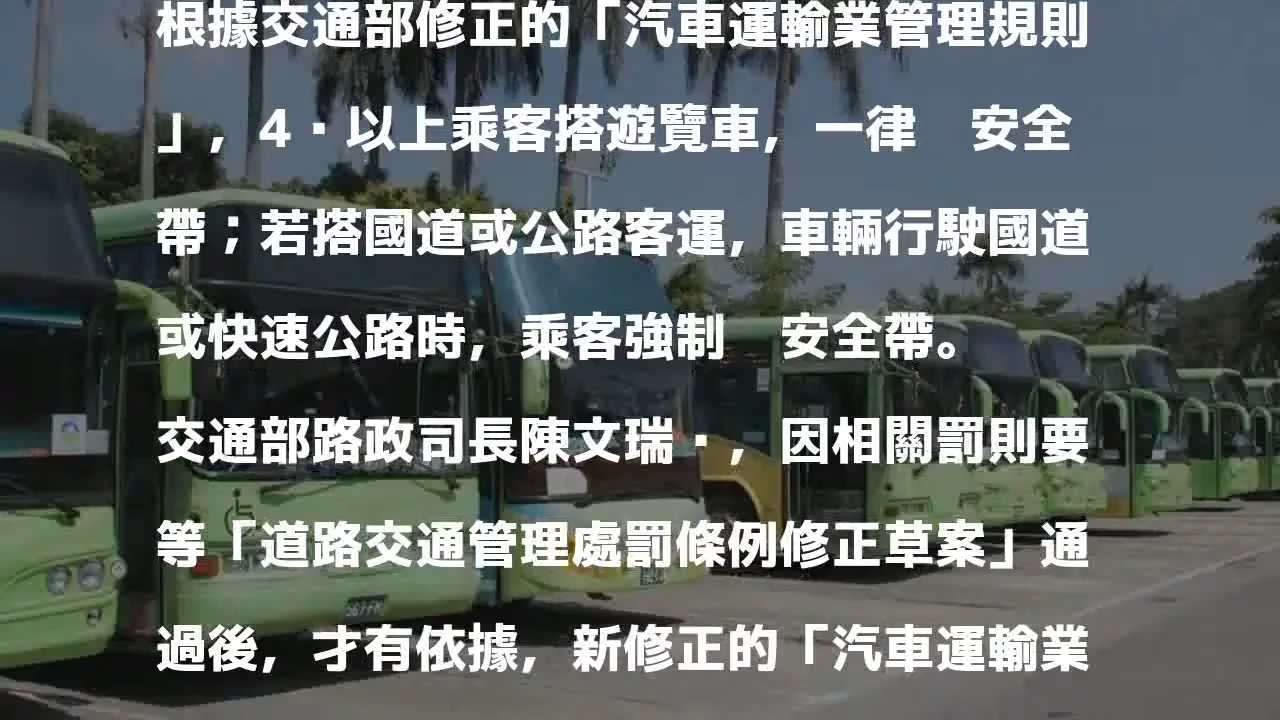 根據交通部修正的「汽車運輸業管理規則
」，4·以上乘客搭遊覽車，一律　安全
帶；若搭國道或公路客運，車輛行駛國道
或快速公路時，乘客強制　安全帶。
交通部路政司長陳文瑞·，因相關罰則要
等「道路交通管理處罰條例修正草案」通
過後，才有依據，新修正的「汽車運輸業